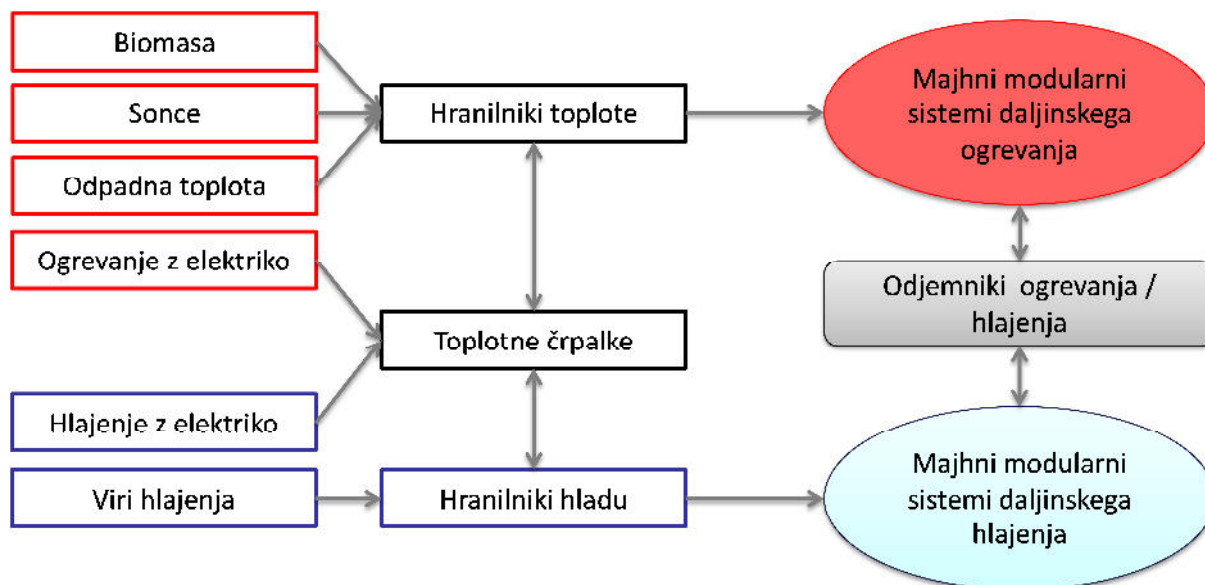 Biomasa
Sonce
Odpadna toplota
Ogrevanje z elektriko
Hlajenje z elektriko
Viri hlajenja
Hranilniki toplote
Toplotne črpalke
Hranilniki hladu
Majhni modularni
sistemi daljinskega
ogrevanja
Odjemniki ogrevanja /
hlajenja
Majhni modularni
sistemi daljinskega
hlajenja